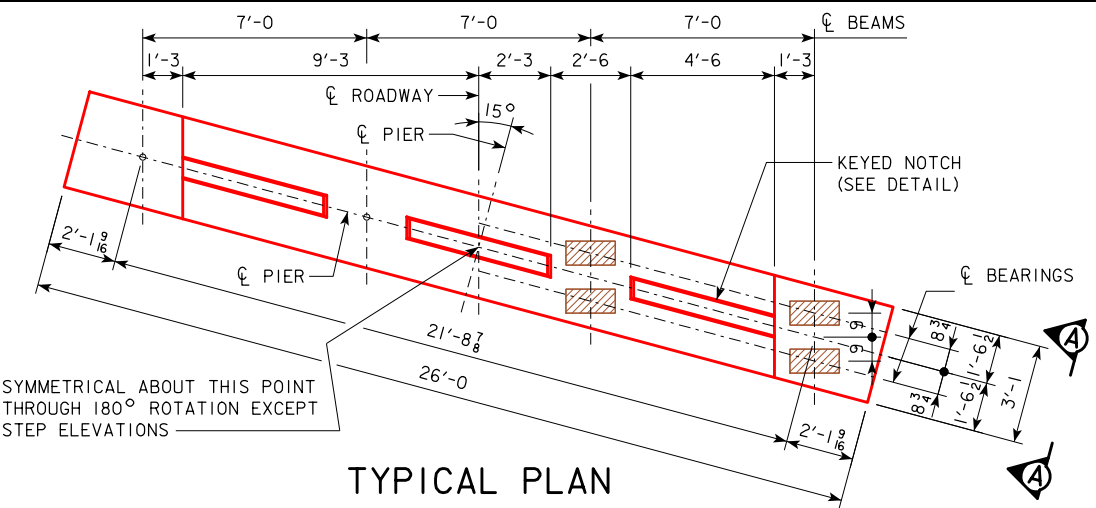 7'-0 7'-0 7'-0 ℄ BEAMS
1'-3 9'-3 2'-3 2'-6 4'-6 1'-3
℄ ROADWAY
15°
℄ PIER
KEYED NOTCH
(SEE DETAIL)
2'-1 9/16
℄ PIER
℄ BEARINGS
9
9
8 3/4
8 3/4
1'-6 1/2
1'-6 1/2
3'-1
A
21'-8 7/8
26'-0
SYMMETRICAL ABOUT THIS POINT
THROUGH 180° ROTATION EXCEPT
STEP ELEVATIONS
2'-1 9/16
A
TYPICAL PLAN